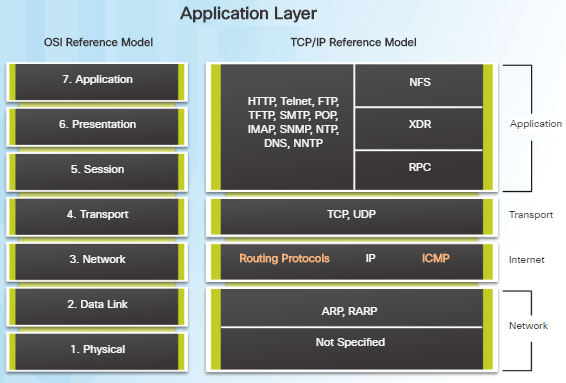 Application Layer
OSI Reference Model
TCP/IP Reference Model
7. Application
6. Presentation
5. Session
4. Transport
3. Network
2. Data Link
1. Physical
HTTP, Telnet, FTP,
TFTP, SMTP, POP,
IMAP, SNMP, NTP,
DNS, NNTP
NFS
XDR
RPC
TCP, UDP
Routing Protocols IP ICMP
ARP, RARP
Not Specified
Application
Transport
Internet
Network